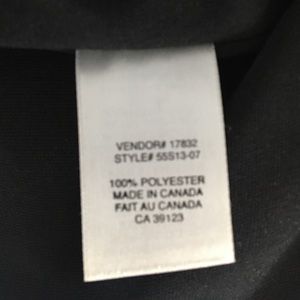 VENDOR# 17832
STYLE# 55S13-07
100% POLYESTER
MADE IN CANADA
FAIT AU CANADA
CA 39123